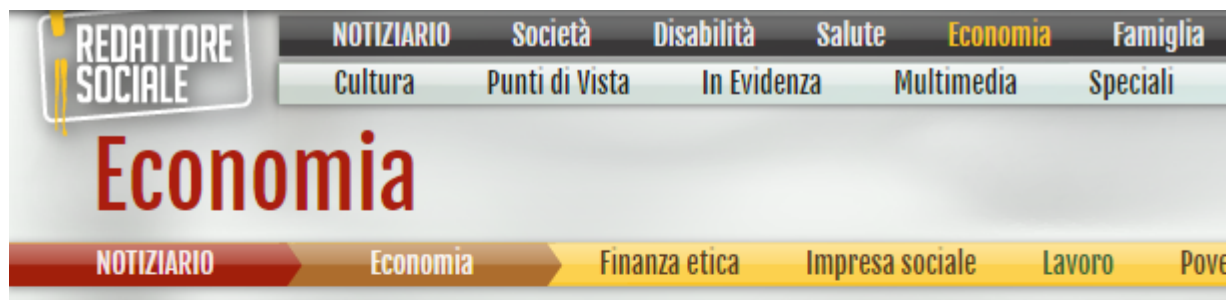 REDATTORE
SOCIALE
NOTIZIARIO Società Disabilità Salute Economia Famiglia
Cultura Punti di Vista In Evidenza Multimedia Speciali
Economia
NOTIZIARIO Economia Finanza etica Impresa sociale Lavoro